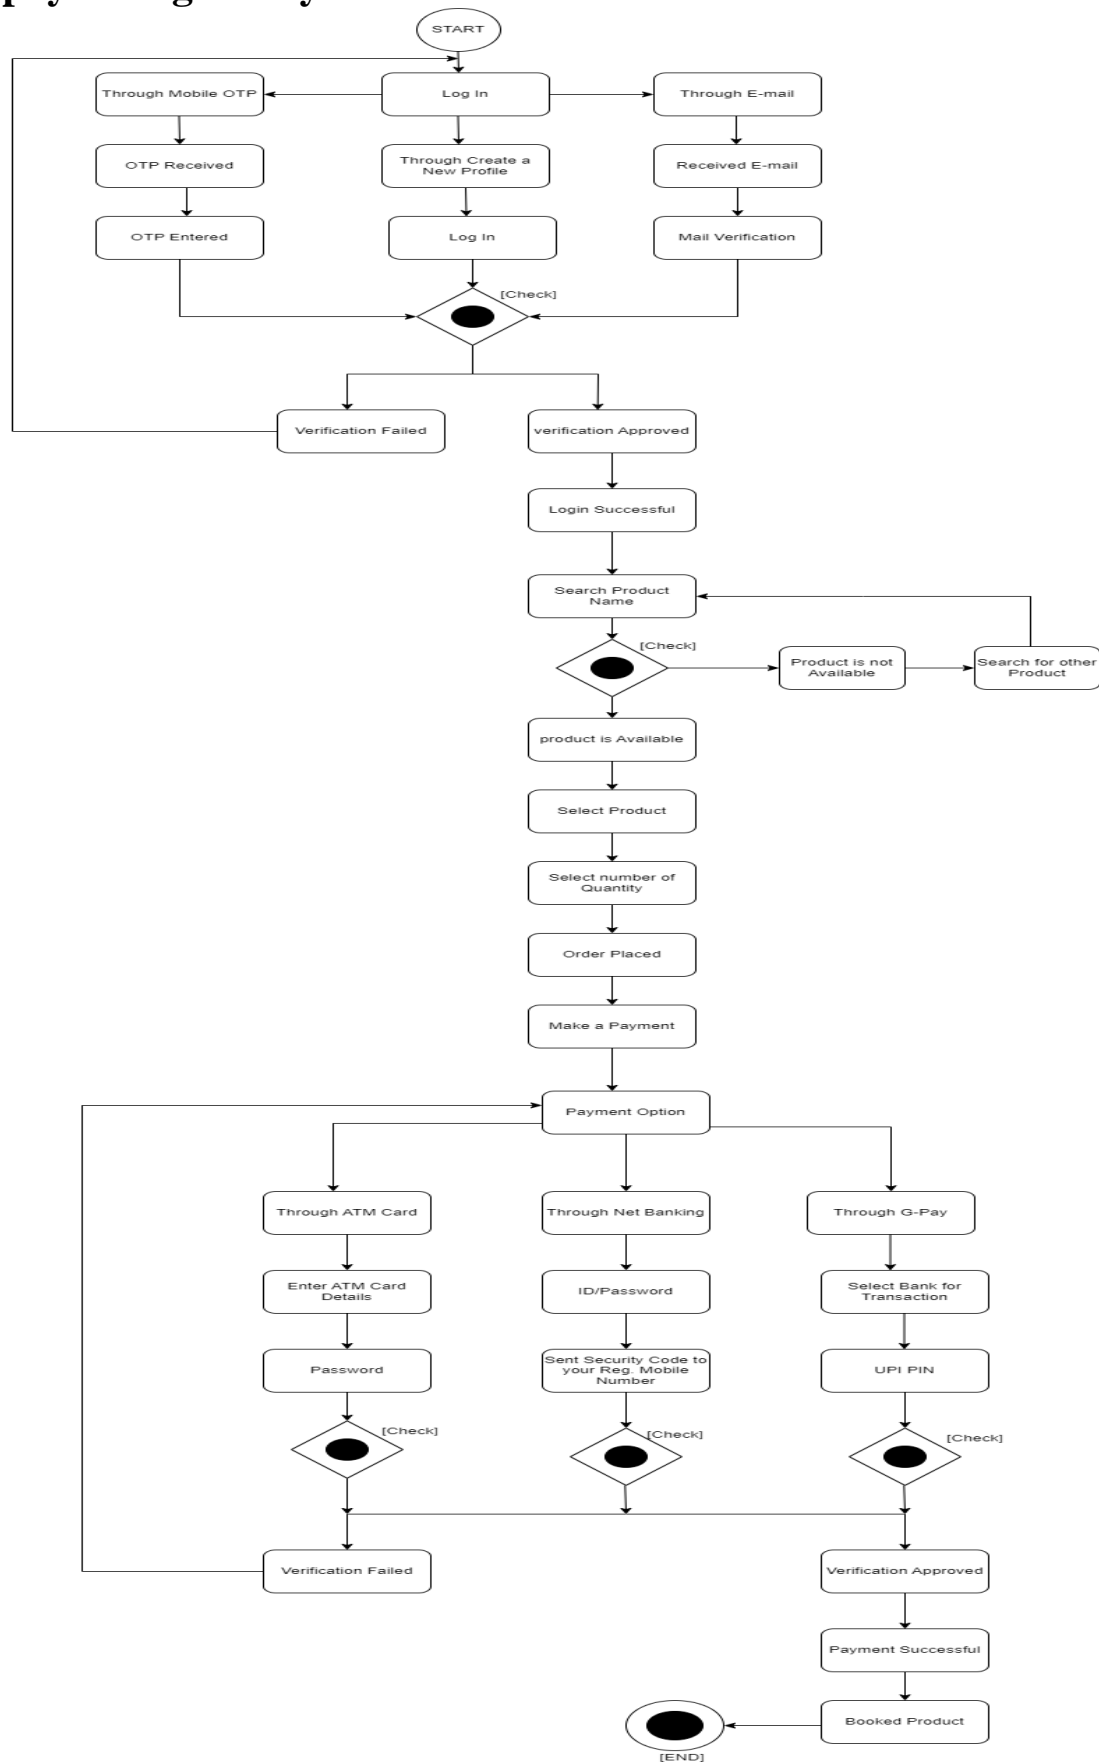 START
Through Mobile OTP
Log In
Through E-mail
OTP Received
Through Create a
New Profile
Received E-mail
OTP Entered
Log In
Mail Verification
[Check]
Verification Failed
verification Approved
Login Successful
Search Product
Name
[Check]
Product is not
Available
Search for other
Product
product is Available
Select Product
Select number of
Quantity
Order Placed
Make a Payment
Payment Option
Through ATM Card
Through Net Banking
Through G-Pay
Enter ATM Card
Details
ID/Password
Select Bank for
Transaction
Password
Sent Security Code to
your Reg. Mobile
Number
UPI PIN
[Check]
[Check]
[Check]
Verification Failed
Verification Approved
Payment Successful
Booked Product
[END]